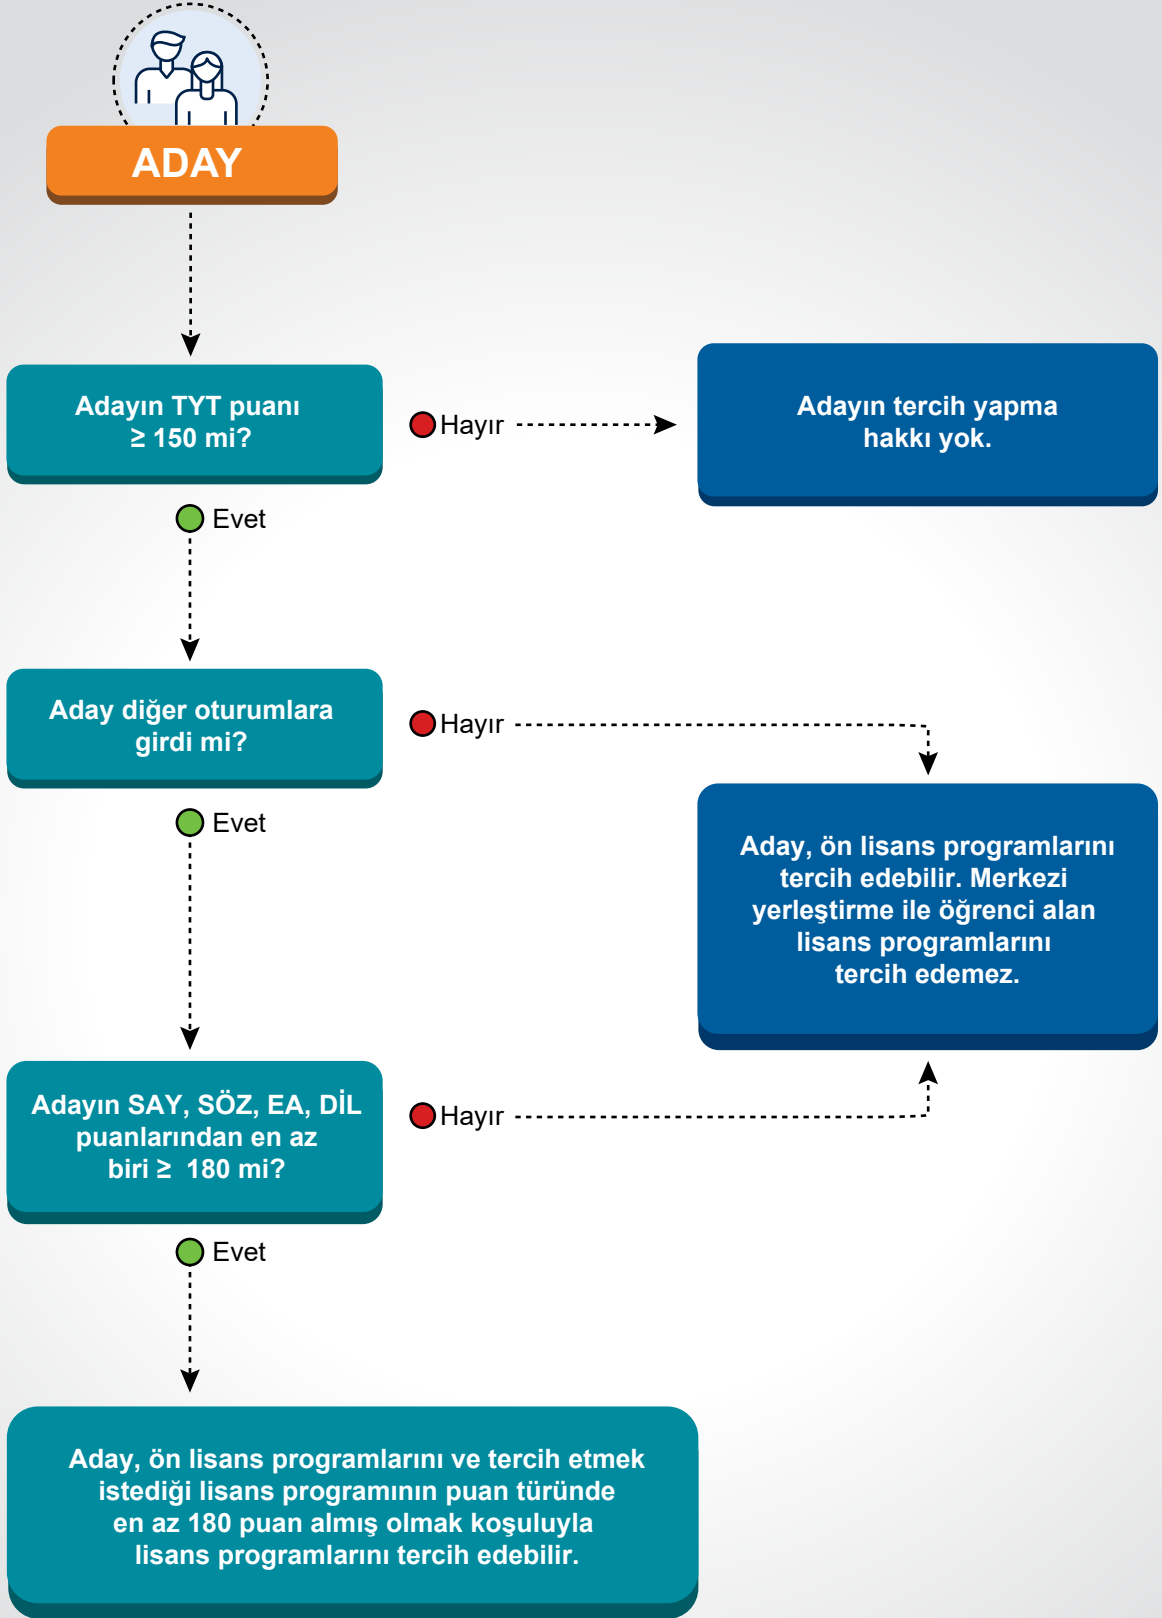 ADAY
Adayın TYT puanı
≥ 150 mi?
Hayır
Adayın tercih yapma
hakkı yok.
Evet
Aday diğer oturumlara
girdi mi?
Hayır
Evet
Aday, ön lisans programlarını
tercih edebilir. Merkezi
yerleştirme ile öğrenci alan
lisans programlarını
tercih edemez.
Adayın SAY, SÖZ, EA, DİL
puanlarından en az
biri ≥ 180 mi?
Hayır
Evet
Aday, ön lisans programlarını ve tercih etmek
istediği lisans programının puan türünde
en az 180 puan almış olmak koşuluyla
lisans programlarını tercih edebilir.